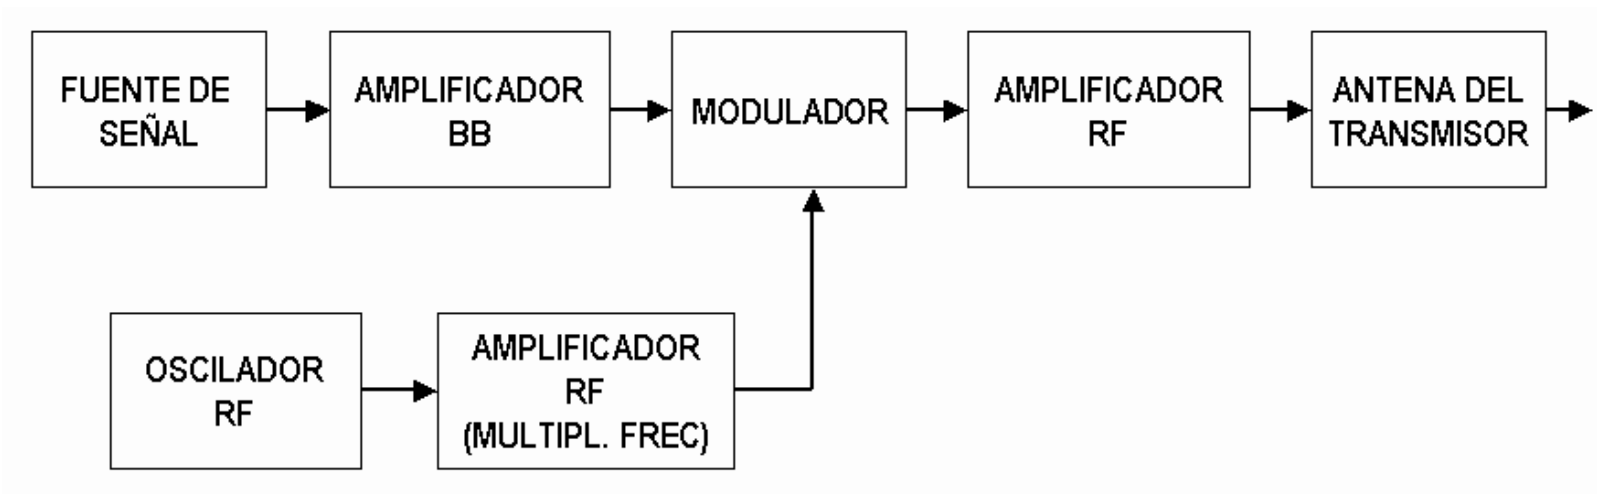 FUENTE DE
SEÑAL
AMPLIFICADOR
BB
MODULADOR
AMPLIFICADOR
RF
ANTENA DEL
TRANSMISOR
OSCILADOR
RF
AMPLIFICADOR
RF
(MULTIPL. FREC)